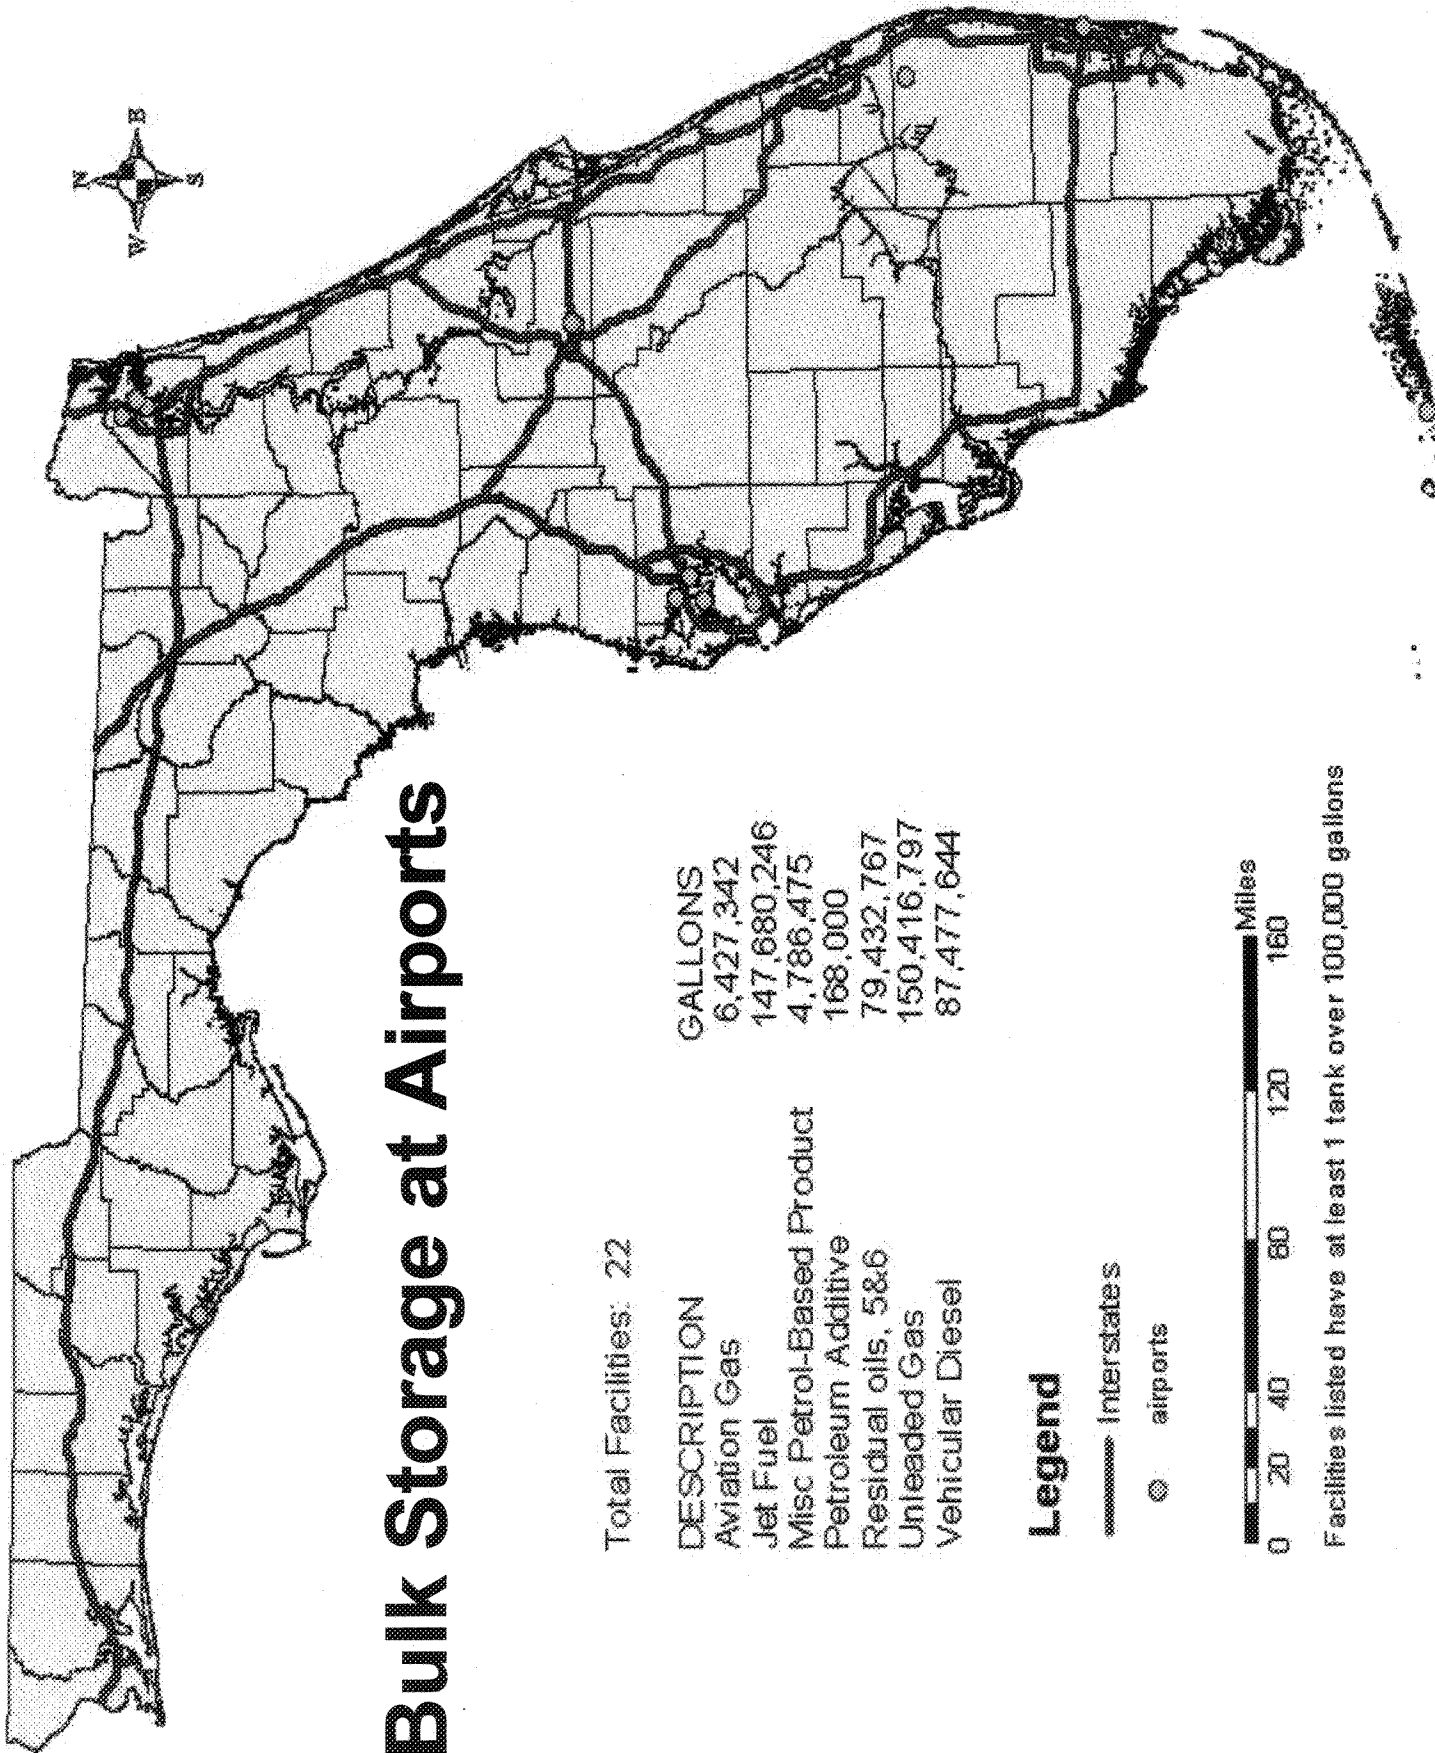 N
W E
S
Bulk Storage at Airports
Total Facilities: 22
DESCRIPTION GALLONS
Aviation Gas 6,427,342
Jet Fuel 147,680,246
Misc Petrol-Based Product 4,786,475
Petroleum Additive 168,000
Residual oils, 5&6 79,432,767
Unleaded Gas 150,416,797
Vehicular Diesel 87,477,644
Legend
Interstates
airports
Miles
0 20 40 80 120 160
Facilities listed have at least 1 tank over 100,000 gallons